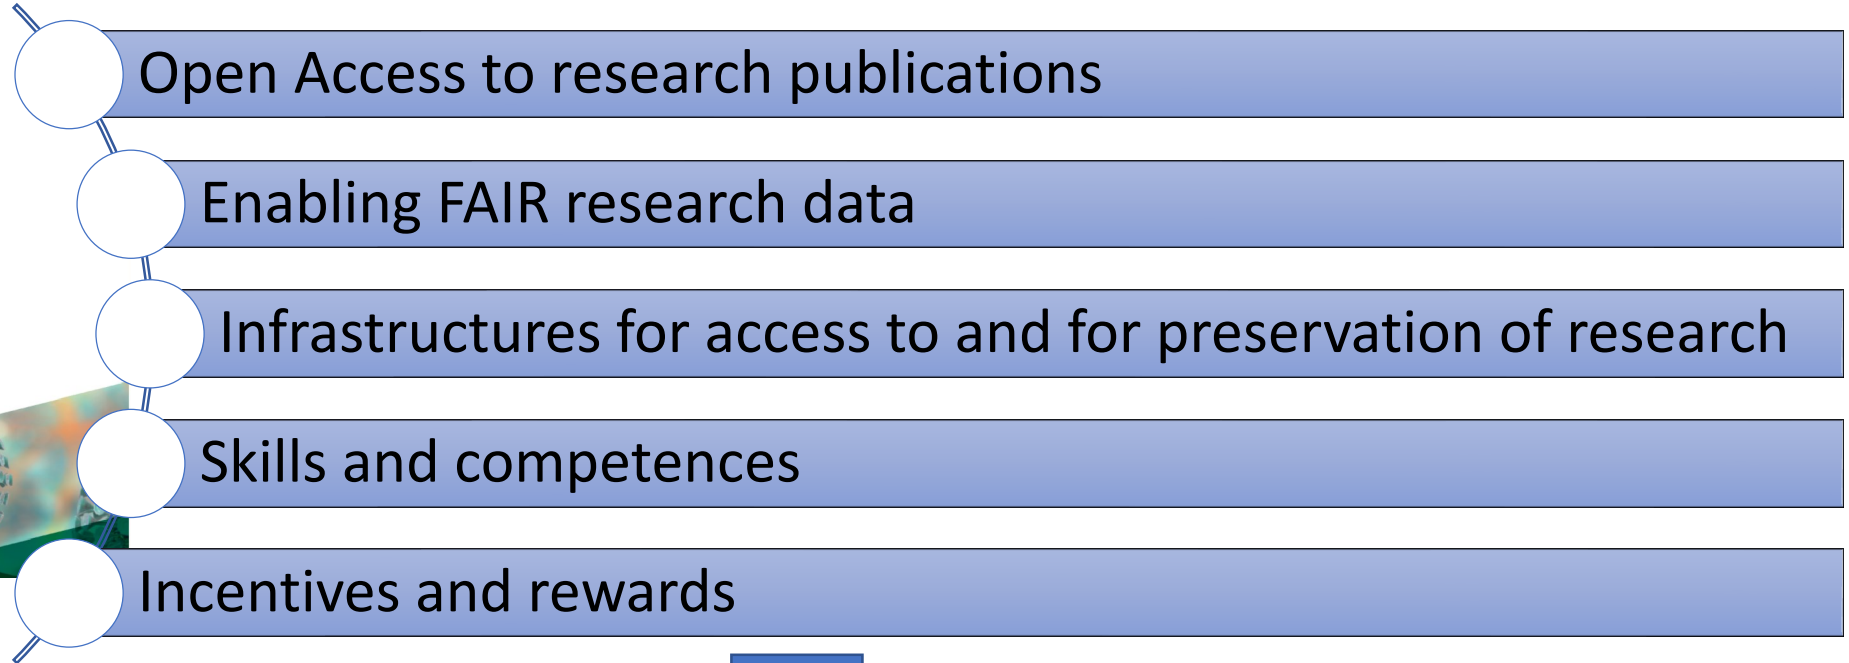 Open Access to research publications
Enabling FAIR research data
Infrastructures for access to and for preservation of research
Skills and competences
Incentives and rewards